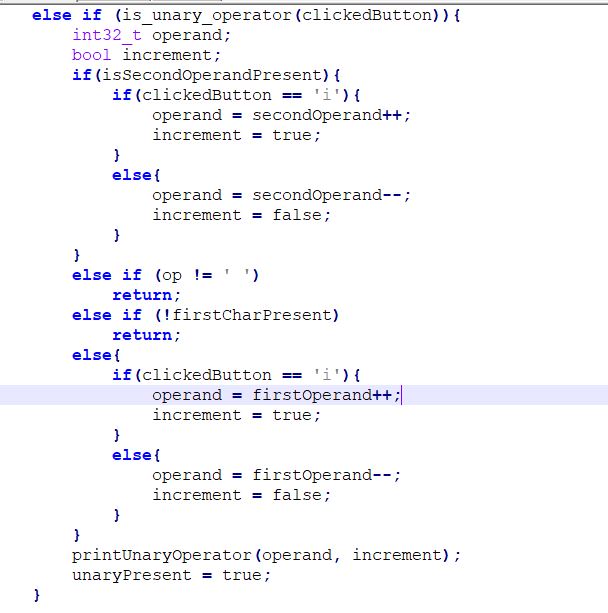 else if (is_unary_operator(clickedButton)){
    int32_t operand;
    bool increment;
    if(isSecondOperandPresent){
        if(clickedButton == 'i'){
            operand = secondOperand++;
            increment = true;
        }
        else{
            operand = secondOperand--;
            increment = false;
        }
    }
    else if (op != ' ')
        return;
    else if (!firstCharPresent)
        return;
    else{
        if(clickedButton == 'i'){
            operand = firstOperand++;
            increment = true;
        }
        else{
            operand = firstOperand--;
            increment = false;
        }
    }
    printUnaryOperator(operand, increment);
    unaryPresent = true;
}